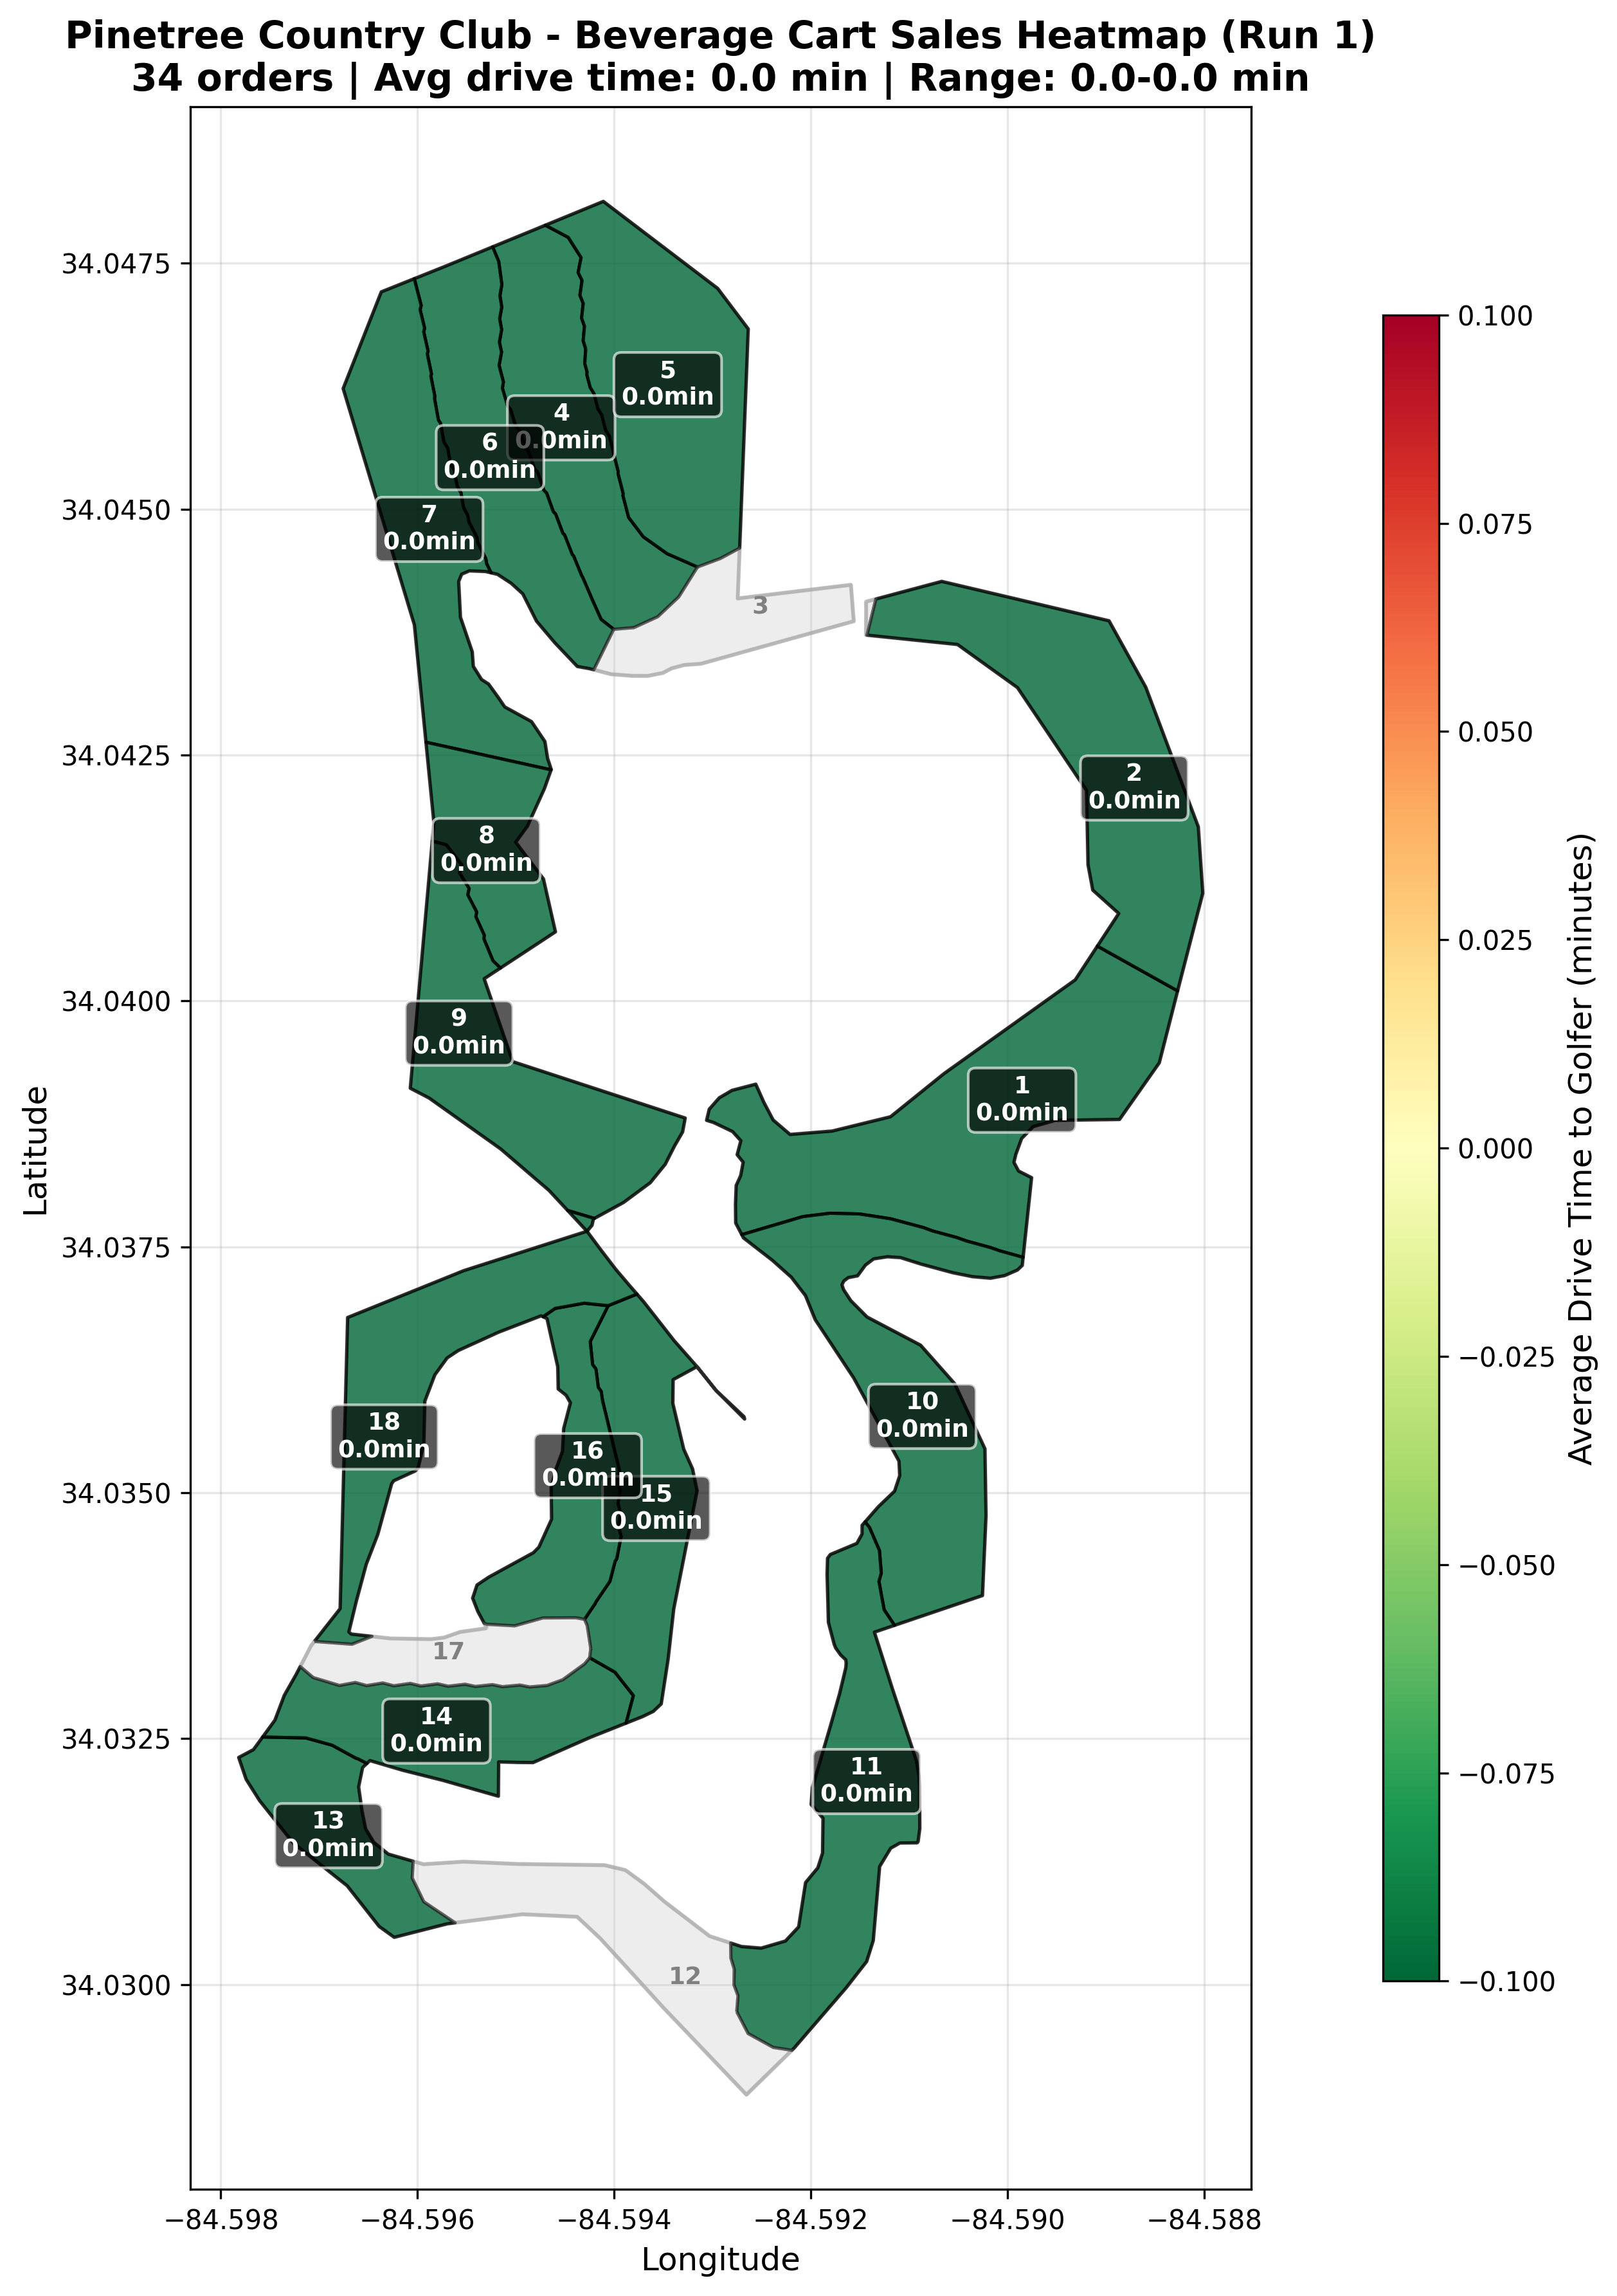 Pinetree Country Club - Beverage Cart Sales Heatmap (Run 1)
34 orders | Avg drive time: 0.0 min | Range: 0.0-0.0 min
Latitude
34.0475
34.0450
34.0425
34.0400
34.0375
34.0350
34.0325
34.0300
5
0.0min
4
0.0min
6
0.0min
7
0.0min
3
2
0.0min
8
0.0min
9
0.0min
1
0.0min
10
0.0min
18
0.0min
16
0.0min
15
0.0min
17
14
0.0min
11
0.0min
13
0.0min
12
−84.598
−84.596
−84.594
−84.592
−84.590
−84.588
Longitude
0.100
0.075
0.050
0.025
0.000
−0.025
−0.050
−0.075
−0.100
Average Drive Time to Golfer (minutes)